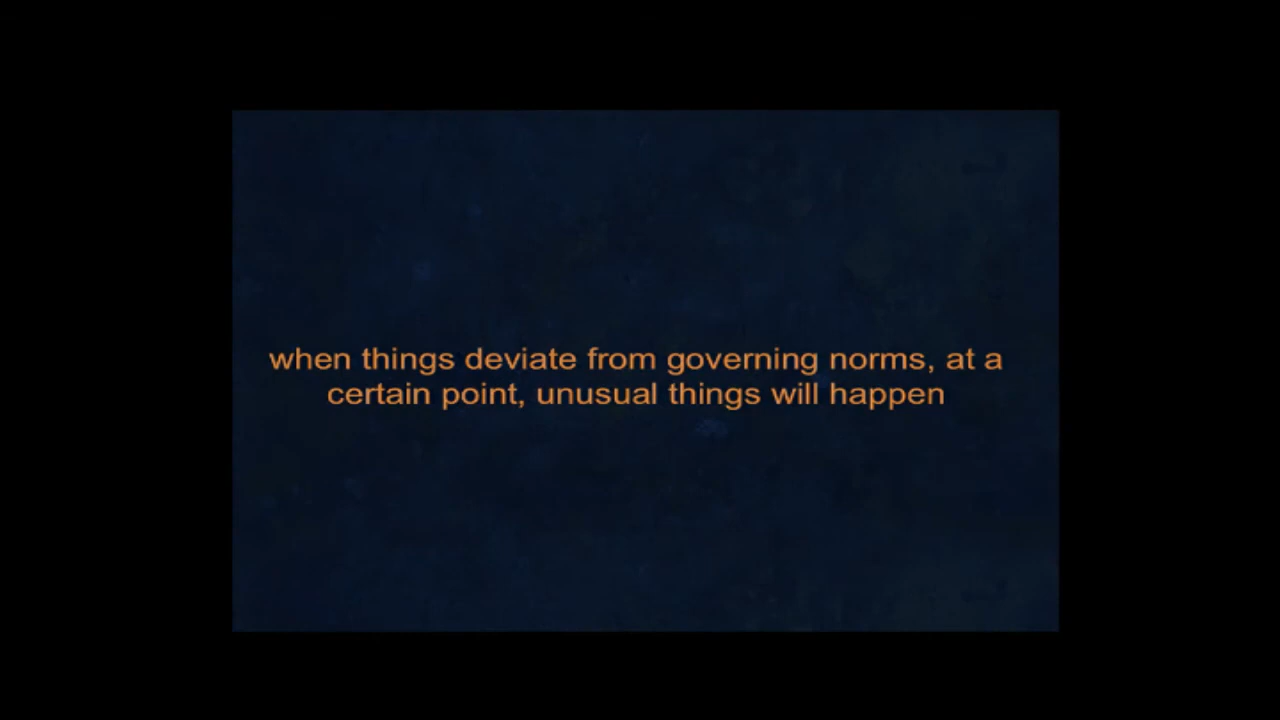 when things deviate from governing norms, at a
certain point, unusual things will happen